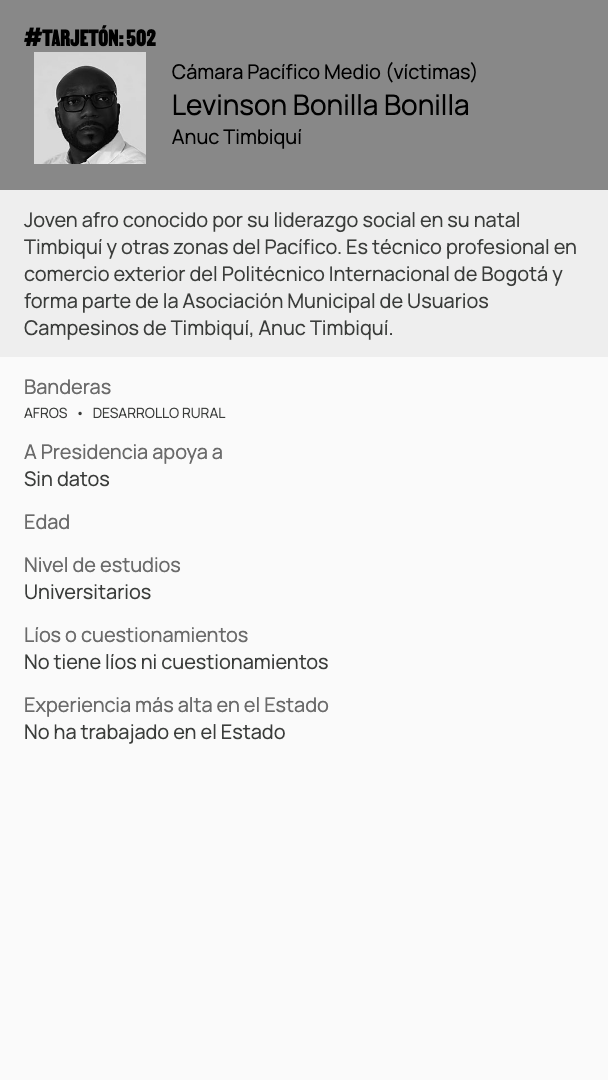 #TARJETÓN: 502
Cámara Pacífico Medio (víctimas)
Levinson Bonilla Bonilla
Anuc Timbiquí
Joven afro conocido por su liderazgo social en su natal
Timbiquí y otras zonas del Pacífico. Es técnico profesional en
comercio exterior del Politécnico Internacional de Bogotá y
forma parte de la Asociación Municipal de Usuarios
Campesinos de Timbiquí, Anuc Timbiquí.
Banderas
AFROS • DESARROLLO RURAL
A Presidencia apoya a
Sin datos
Edad
Nivel de estudios
Universitarios
Líos o cuestionamientos
No tiene líos ni cuestionamientos
Experiencia más alta en el Estado
No ha trabajado en el Estado